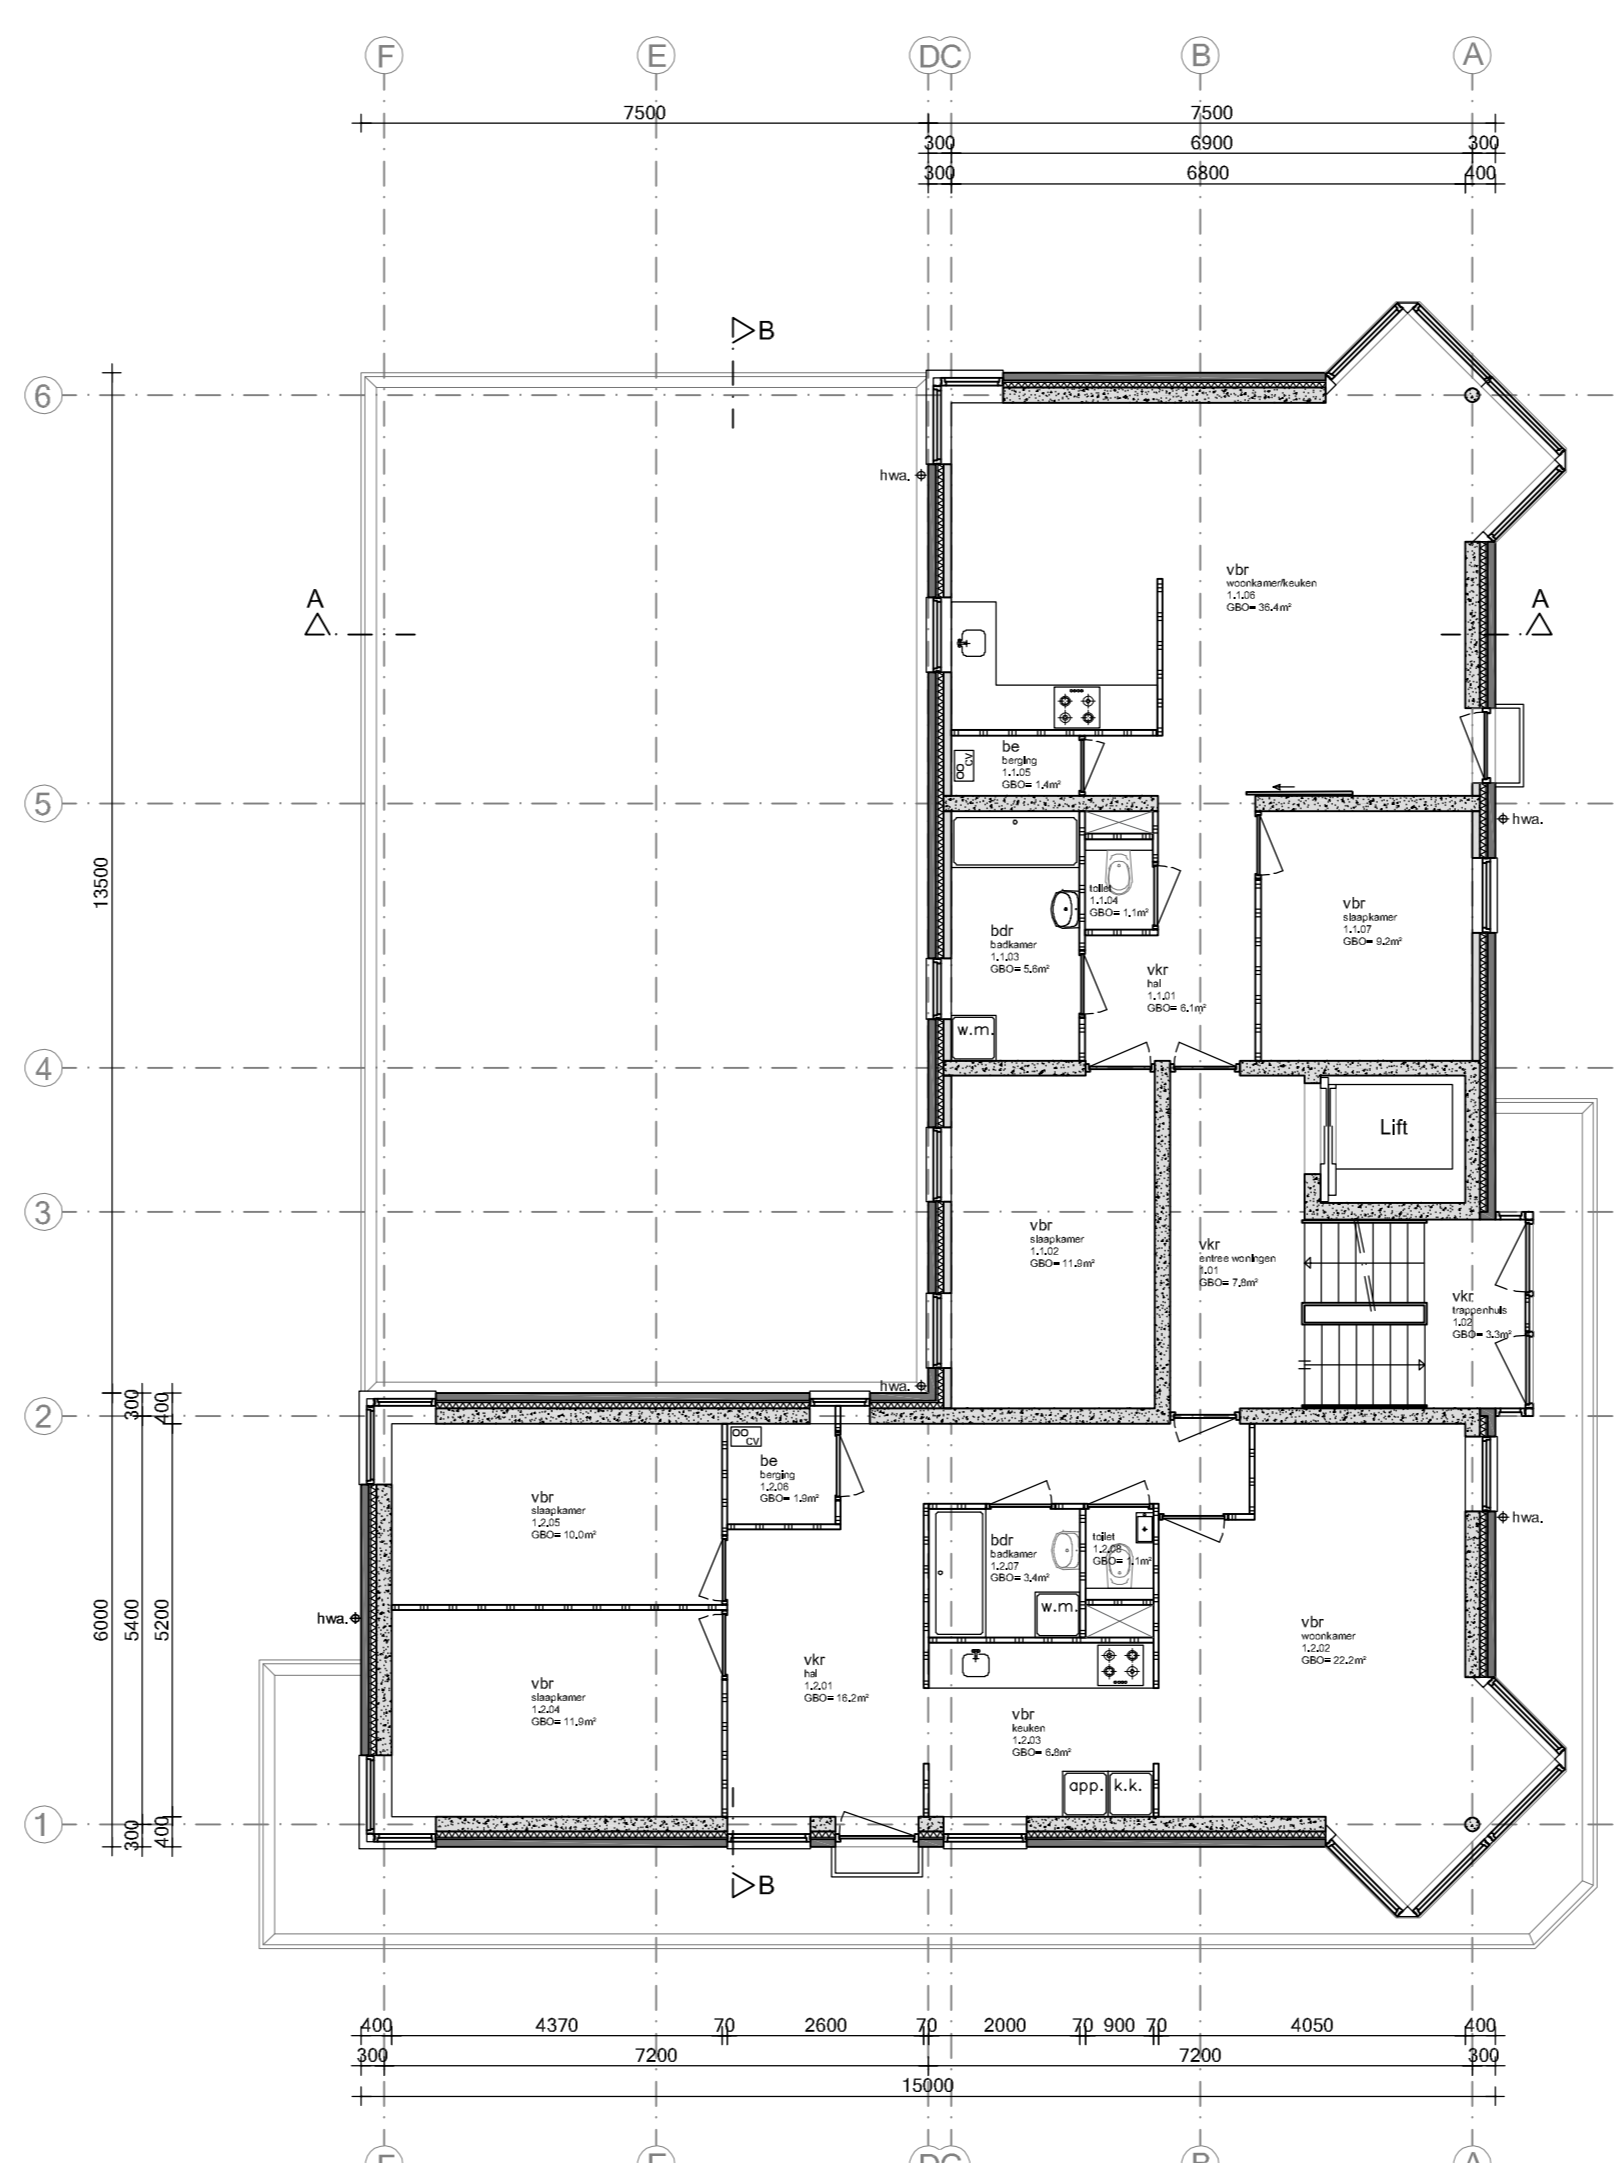 F E D C B A
7500 7500
300 6900 300
300 6800 400
B
6
hwa.
vbr
woonkamer/keuken
1.1.06
GBO= 36.4m²
A
A
be
berging
1.1.05
GBO= 1.4m²
CV
5
hwa.
13500
toilet
1.1.04
GBO= 1.1m²
vbr
slaapkamer
1.1.07
GBO= 9.2m²
bdr
badkamer
1.1.03
GBO= 5.6m²
vkr
hal
1.1.01
GBO= 6.1m²
w.m.
4
Lift
3
vbr
slaapkamer
1.1.02
GBO= 11.9m²
vkr
entree woningen
1.01
GBO= 7.8m²
vkr
trappenhuis
1.02
GBO= 3.3m²
hwa.
2
300 400
CV
be
berging
1.2.06
GBO= 1.9m²
vbr
slaapkamer
1.2.05
GBO= 10.0m²
hwa.
bdr
badkamer
1.2.07
GBO= 3.4m²
toilet
1.2.08
GBO= 1.1m²
w.m.
hwa.
6000 5400 5200
vbr
woonkamer
1.2.02
GBO= 22.2m²
vkr
hal
1.2.01
GBO= 16.2m²
vbr
slaapkamer
1.2.04
GBO= 11.9m²
vbr
keuken
1.2.03
GBO= 6.8m²
app. k.k.
1
300 400
B
400 4370 70 2600 70 2000 70 900 70 4050 400
300 7200 7200 300
15000
F E D C B A